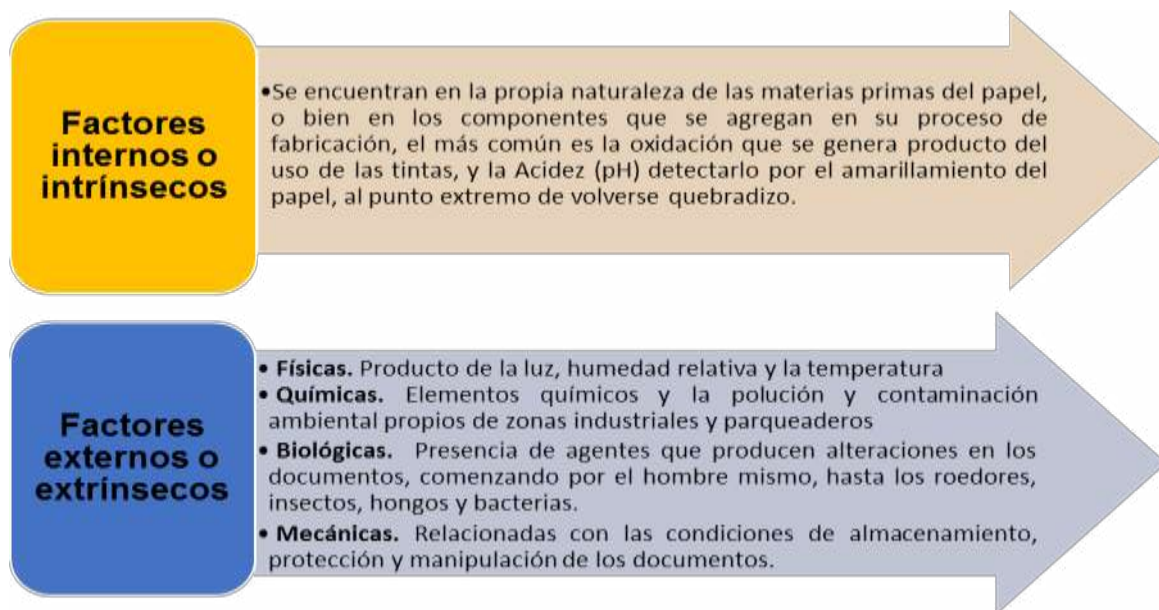 Factores
internos o
intrínsecos
•Se encuentran en la propia naturaleza de las materias primas del papel,
o bien en los componentes que se agregan en su proceso de
fabricación, el más común es la oxidación que se genera producto del
uso de las tintas, y la Acidez (pH) detectarlo por el amarillamiento del
papel, al punto extremo de volverse quebradizo.
Factores
externos o
extrínsecos
• Físicas. Producto de la luz, humedad relativa y la temperatura
• Químicas. Elementos químicos y la polución y contaminación
ambiental propios de zonas industriales y parqueaderos
• Biológicas. Presencia de agentes que producen alteraciones en los
documentos, comenzando por el hombre mismo, hasta los roedores,
insectos, hongos y bacterias.
• Mecánicas. Relacionadas con las condiciones de almacenamiento,
protección y manipulación de los documentos.